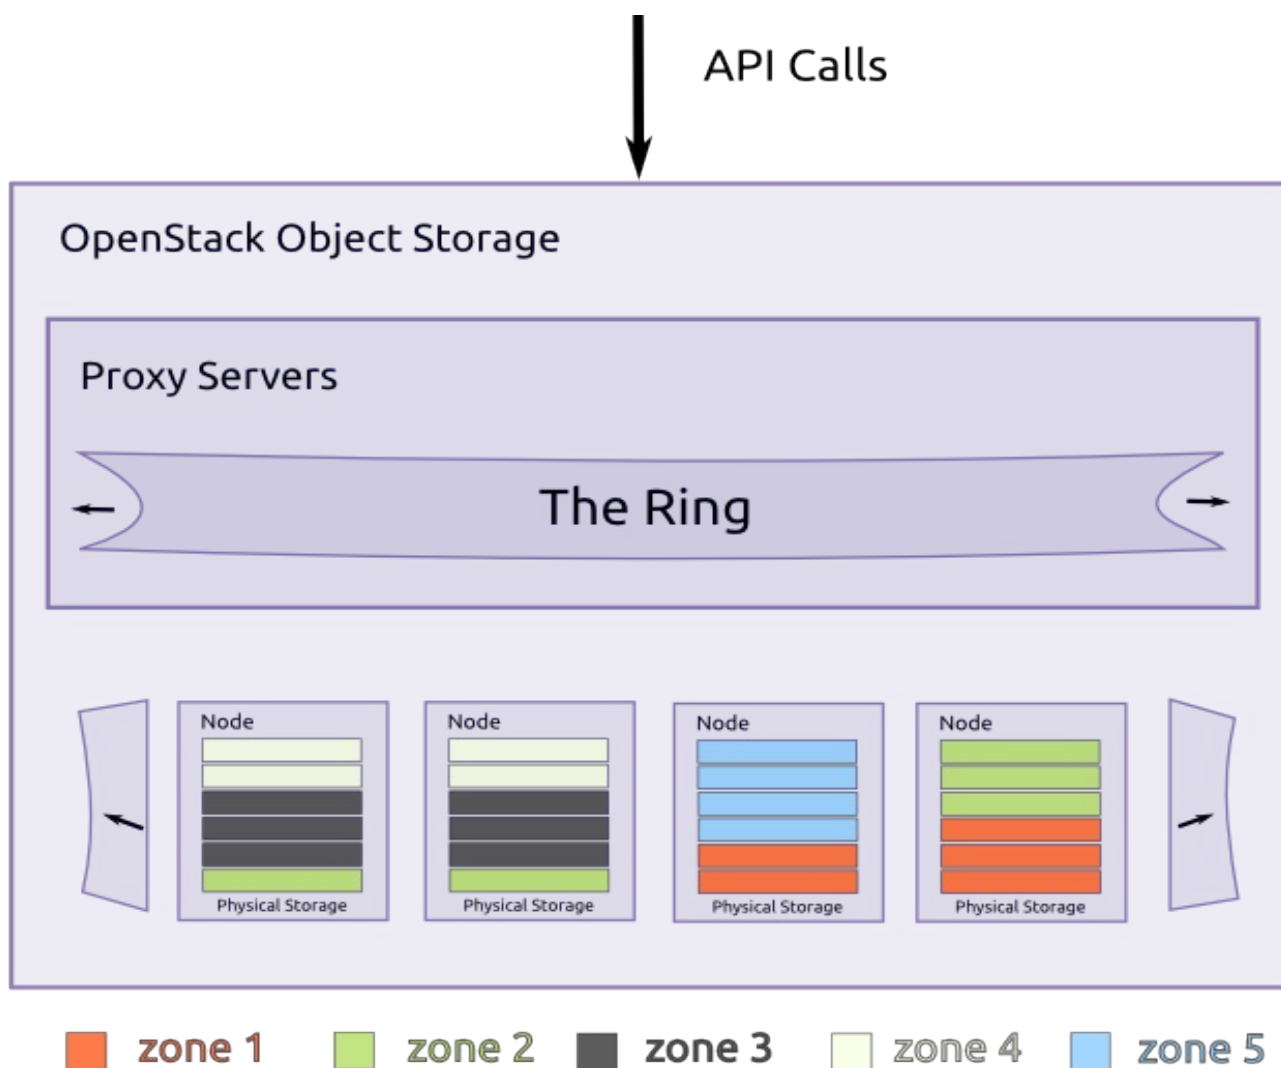 API Calls
OpenStack Object Storage
Proxy Servers
The Ring
Node
Node
Node
Node
Physical Storage
Physical Storage
Physical Storage
Physical Storage
zone 1
zone 2
zone 3
zone 4
zone 5